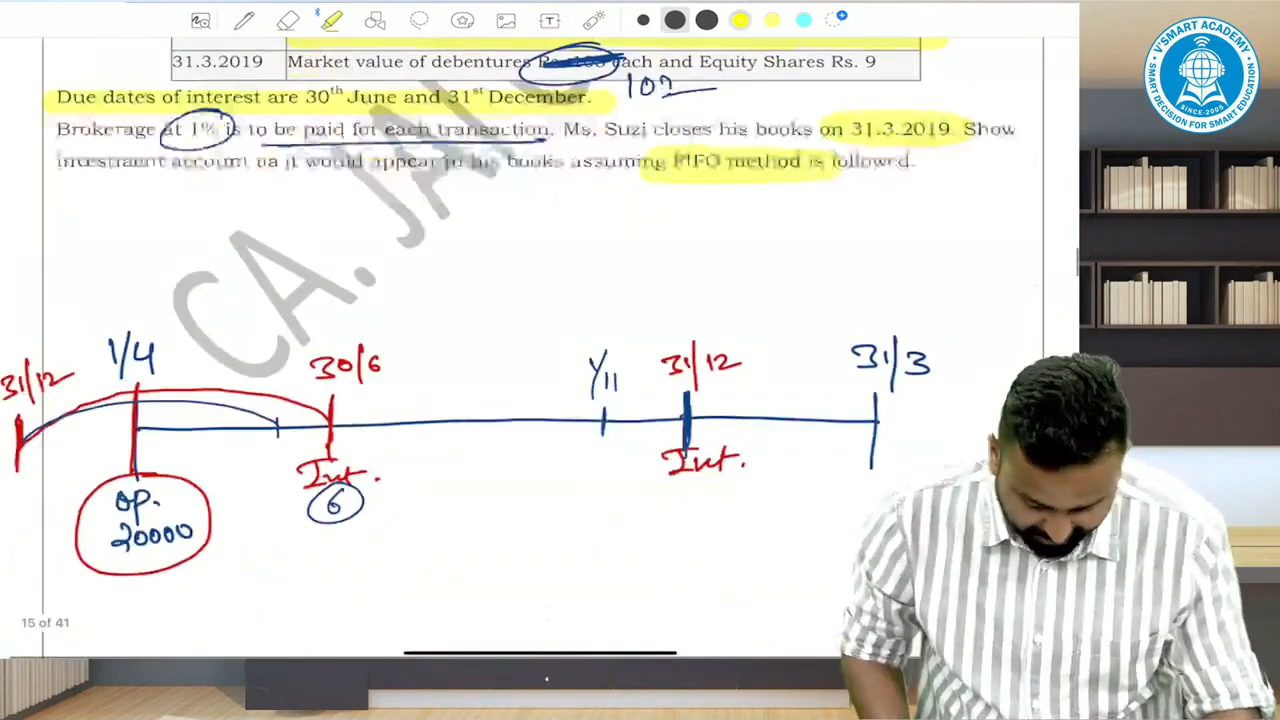 31.3.2019 Market value of debentures each and Equity Shares Rs. 9
102
Due dates of interest are 30th June and 31st December.
Brokerage at 1% is to be paid for each transaction. Ms. Suzi closes his books on 31.3.2019. Show
investment account as it would appear in his books assuming FIFO method is followed.
CA. JA
31/12
1/4
30/6
1/11
31/12
31/3
Int.
Int.
6
op.
20000
15 of 41
V'SMART ACADEMY
SMART DECISION FOR SMART EDUCATION
SINCE-2005